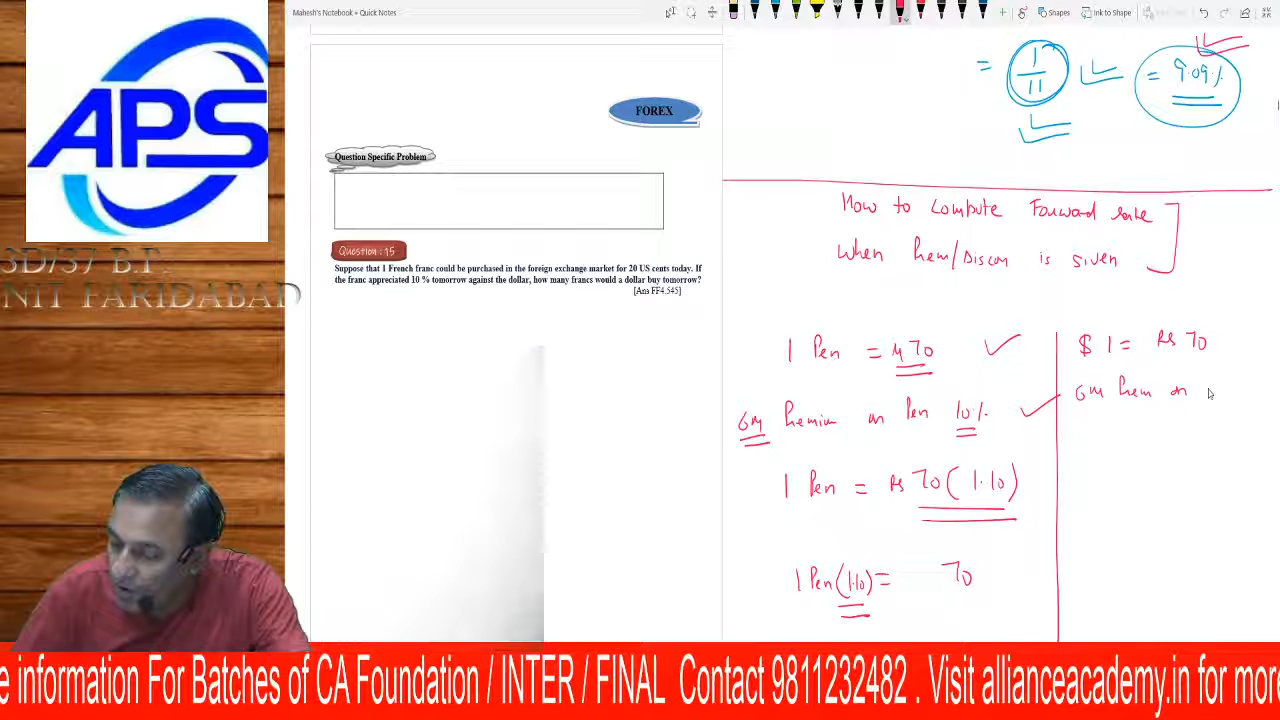 Mahesh's Notebook + Quick Notes
Shapes
Ink to Shape
APS
3D/37 B.P.
NIT FARIDABAD
FOREX
Question Specific Problem
Question : 15
Suppose that 1 French franc could be purchased in the foreign exchange market for 20 US cents today. If
the franc appreciated 10 % tomorrow against the dollar, how many francs would a dollar buy tomorrow?
[Ans FF4.545]
= 1/11 = 9.09%
How to Compute Forward rate
when Prem/Discon is given
1 Pen = 70
6M Premium on Pen 10%
1 Pen = Rs 70 (1.10)
1 Pen (1.10) = 70
$ 1 = Rs 70
6M Prem on
e information For Batches of CA Foundation / INTER / FINAL Contact 9811232482 . Visit allianceacademy.in for more